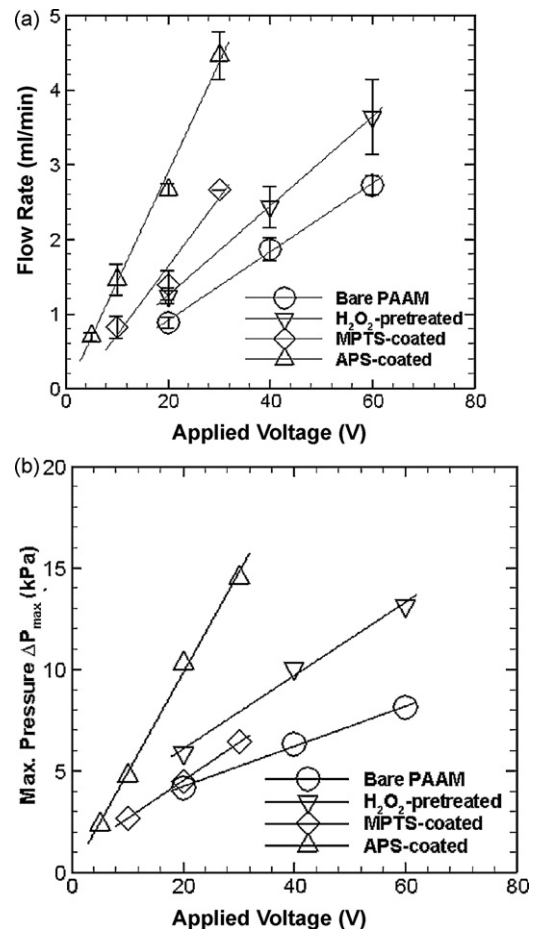 (a)
5
4
3
2
1
0
Flow Rate (ml/min)
Bare PAAM
H₂O₂-pretreated
MPTS-coated
APS-coated
0 20 40 60 80
Applied Voltage (V)
(b)
20
15
10
5
0
Max. Pressure ΔPmax (kPa)
Bare PAAM
H₂O₂-pretreated
MPTS-coated
APS-coated
0 20 40 60 80
Applied Voltage (V)